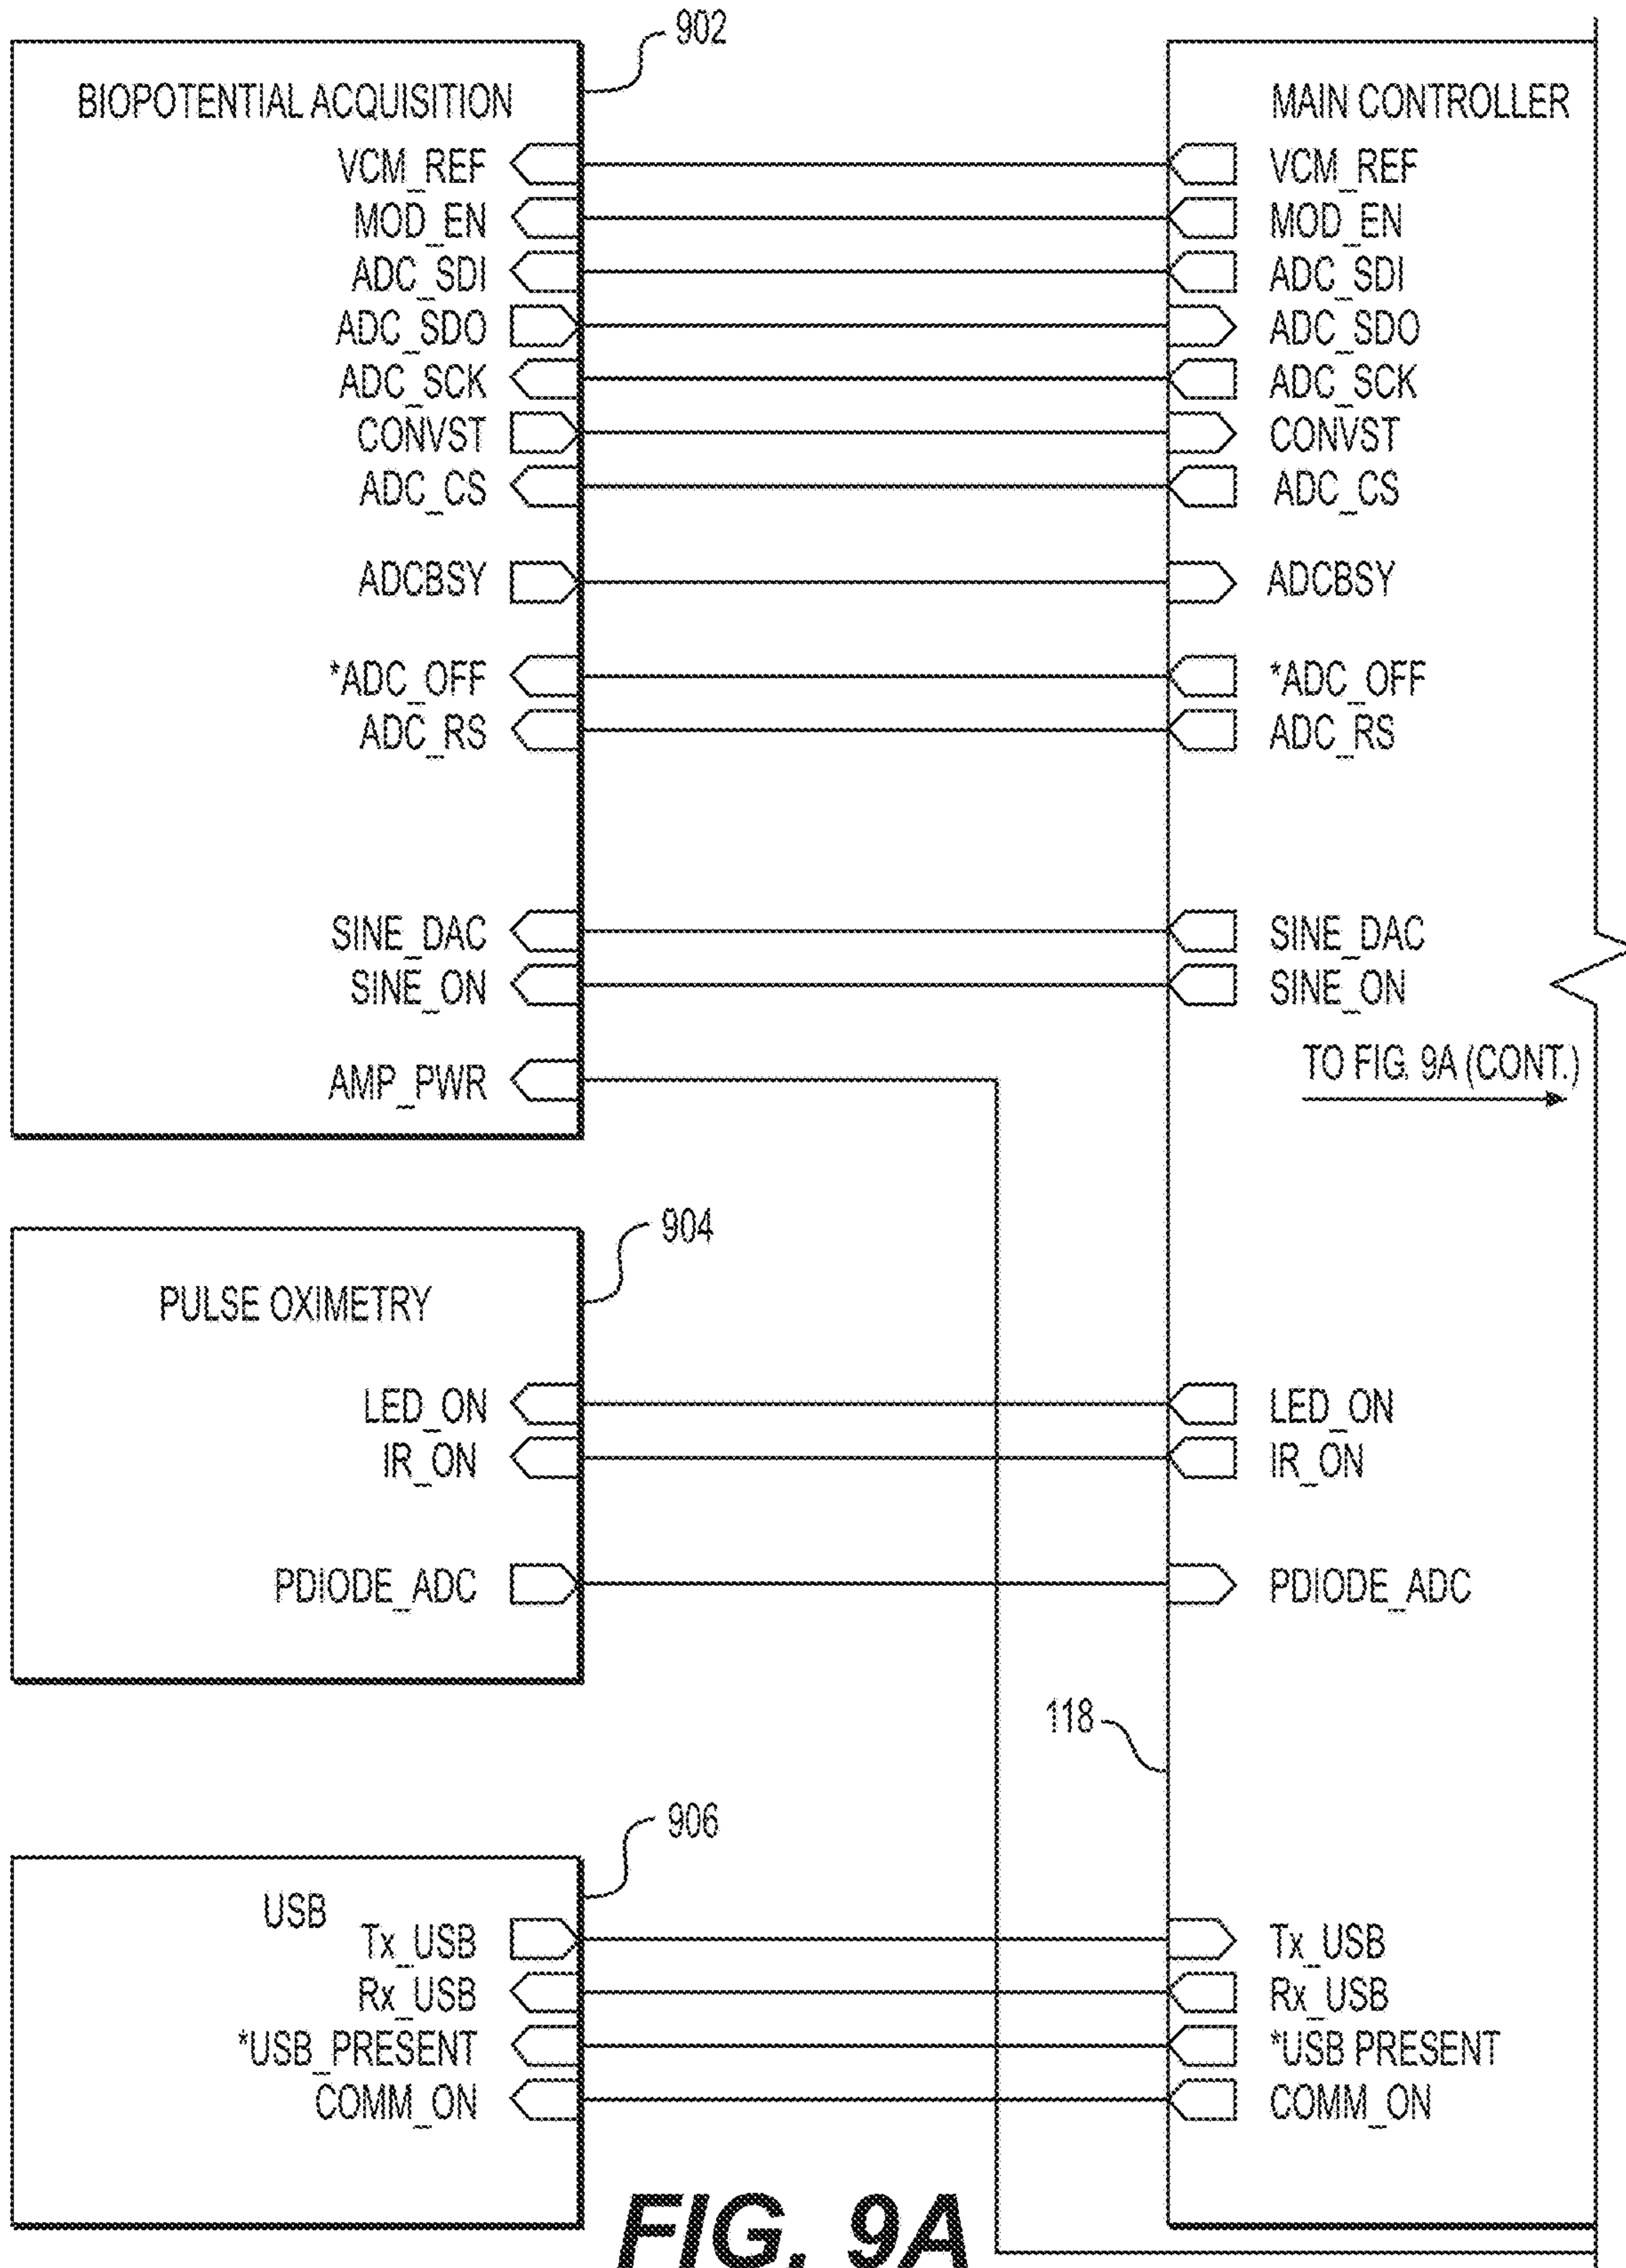 902
BIOPOTENTIAL ACQUISITION
VCM_REF
MOD_EN
ADC_SDI
ADC_SDO
ADC_SCK
CONVST
ADC_CS
ADCBSY
*ADC_OFF
ADC_RS
SINE_DAC
SINE_ON
AMP_PWR
MAIN CONTROLLER
VCM_REF
MOD_EN
ADC_SDI
ADC_SDO
ADC_SCK
CONVST
ADC_CS
ADCBSY
*ADC_OFF
ADC_RS
SINE_DAC
SINE_ON
TO FIG. 9A (CONT.)
904
PULSE OXIMETRY
LED_ON
IR_ON
PDIODE_ADC
LED_ON
IR_ON
PDIODE_ADC
118
906
USB
Tx_USB
Rx_USB
*USB_PRESENT
COMM_ON
Tx_USB
Rx_USB
*USB PRESENT
COMM_ON
FIG. 9A